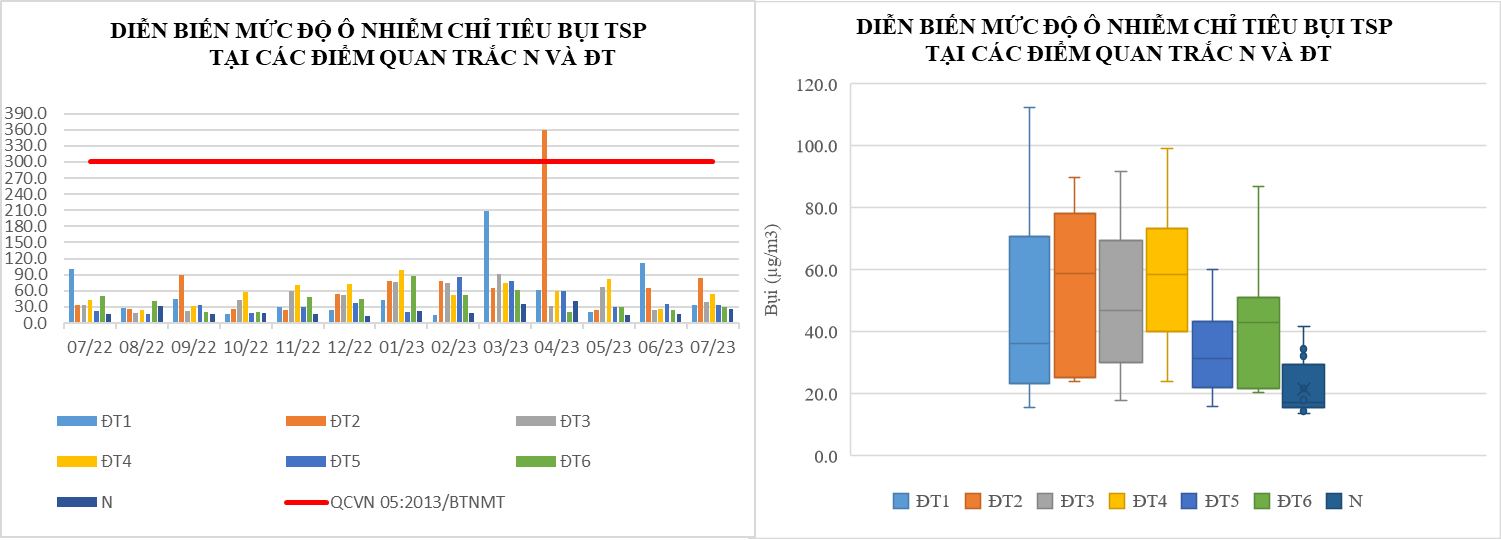 DIỄN BIẾN MỨC ĐỘ Ô NHIỄM CHỈ TIÊU BỤI TSP
TẠI CÁC ĐIỂM QUAN TRẮC N VÀ ĐT
390.0
360.0
330.0
300.0
270.0
240.0
210.0
180.0
150.0
120.0
90.0
60.0
30.0
0.0
07/22 08/22 09/22 10/22 11/22 12/22 01/23 02/23 03/23 04/23 05/23 06/23 07/23
ĐT1 ĐT2 ĐT3
ĐT4 ĐT5 ĐT6
N QCVN 05:2013/BTNMT
DIỄN BIẾN MỨC ĐỘ Ô NHIỄM CHỈ TIÊU BỤI TSP
TẠI CÁC ĐIỂM QUAN TRẮC N VÀ ĐT
Bụi (µg/m3)
120.0
100.0
80.0
60.0
40.0
20.0
0.0
ĐT1 ĐT2 ĐT3 ĐT4 ĐT5 ĐT6 N